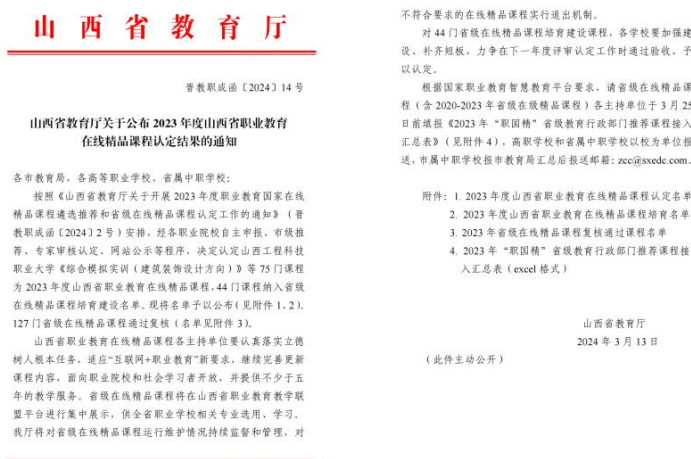 山西省教育厅
晋教职成函〔2024〕14号
山西省教育厅关于公布2023年度山西省职业教育
在线精品课程认定结果的通知
各市教育局、各高等职业学校、省属中职学校:
按照《山西省教育厅关于开展2023年度职业教育国家在线
精品课程遴选推荐和省级在线精品课程认定工作的通知》（晋
教职成函〔2024〕2号）安排，经各职业院校自主申报、市级推
荐、专家审核认定、网站公示等程序，决定认定山西工程科技
职业大学《综合模拟实训（建筑装饰设计方向）》等75门课程
为2023年度山西省职业教育在线精品课程，44门课程纳入省级
在线精品课程培育建设名单。现将名单予以公布（见附件1、2）。
127门省级在线精品课程通过复核（名单见附件3）。
山西省职业教育在线精品课程各主持单位要认真落实立德
树人根本任务，适应“互联网+职业教育”新要求，继续完善更新
课程内容，面向职业院校和社会学习者开放，并提供不少于五
年的教学服务。省级在线精品课程将在山西省职业教育教学联
盟平台进行集中展示，供全省职业学校相关专业选用、学习。
我厅将对省级在线精品课程运行维护情况持续监督和管理，对
不符合要求的在线精品课程实行退出机制。
对44门省级在线精品课程培育建设课程，各学校要加强建
设、补齐短板，力争在下一年度评审认定工作时通过验收、予
以认定。
根据国家职业教育智慧教育平台要求，请省级在线精品课
程（含2020-2023年省级在级精品课程）各主持单位于3月25
日前填报《2023年“职国精”省级教育行政部门推荐课程接入
汇总表》（见附件4），高职学校和省属中职学校以校为单位报
送，市属中职学校报市教育局汇总后报送邮箱：zcc@sxedc.com.
附件：1. 2023年度山西省职业教育在线精品课程认定名单
2. 2023年度山西省职业教育在线精品课程培育名单
3. 2023年省级在线精品课程复核通过课程名单
4. 2023年“职国精”省级教育行政部门推荐课程接
入汇总表（excel格式）
山西省教育厅
2024年3月13日
（此件主动公开）